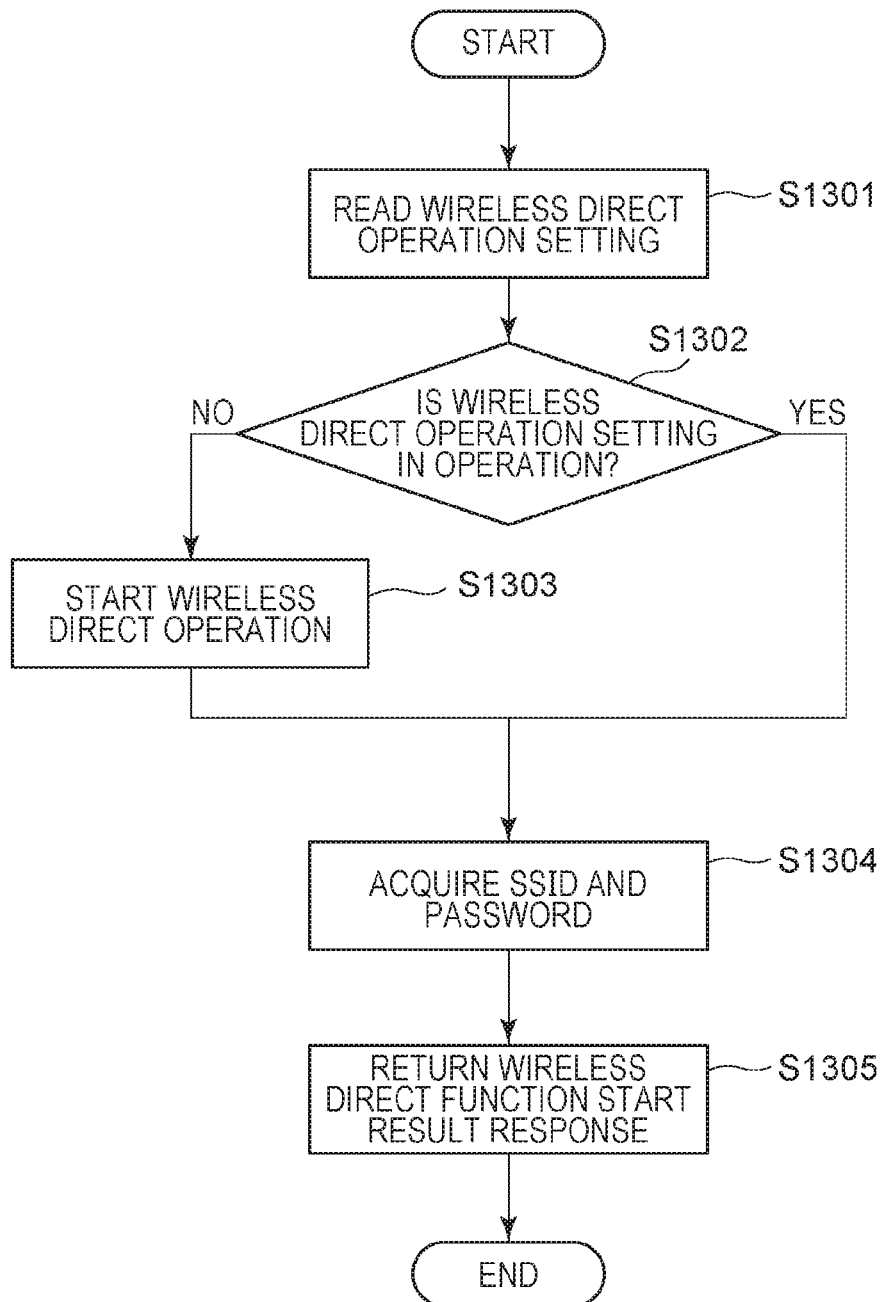 START
READ WIRELESS DIRECT
OPERATION SETTING
S1301
S1302
IS WIRELESS
DIRECT OPERATION SETTING
IN OPERATION?
NO
YES
START WIRELESS
DIRECT OPERATION
S1303
ACQUIRE SSID AND
PASSWORD
S1304
RETURN WIRELESS
DIRECT FUNCTION START
RESULT RESPONSE
S1305
END